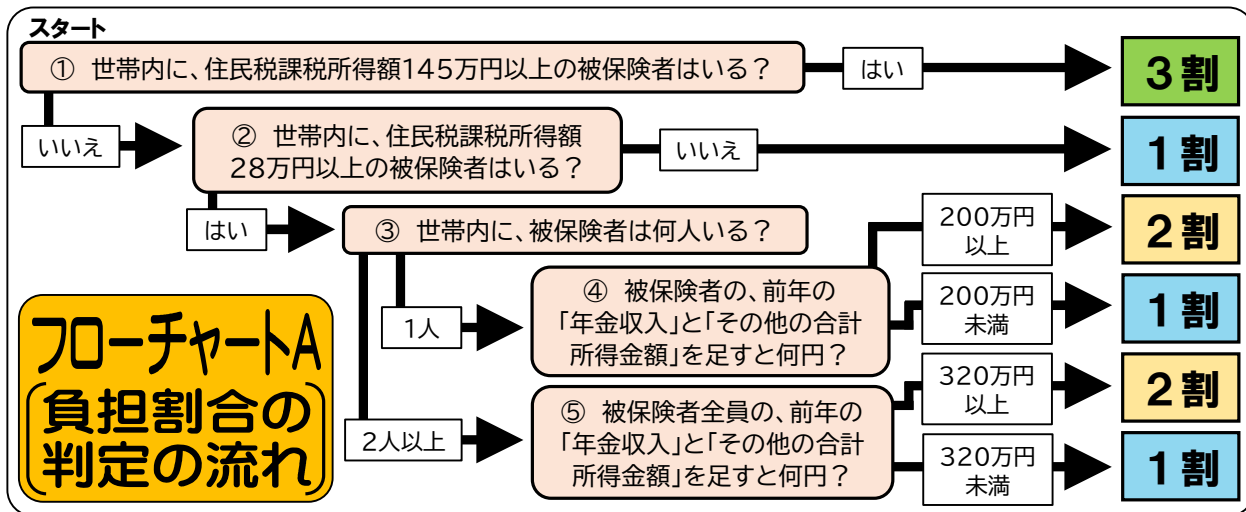 スタート
① 世帯内に、住民税課税所得額145万円以上の被保険者はいる？
はい
3割
いいえ
② 世帯内に、住民税課税所得額
28万円以上の被保険者はいる？
いいえ
1割
はい
③ 世帯内に、被保険者は何人いる？
200万円
以上
2割
1人
④ 被保険者の、前年の
「年金収入」と「その他の合計
所得金額」を足すと何円？
200万円
未満
1割
2人以上
⑤ 被保険者全員の、前年の
「年金収入」と「その他の合計
所得金額」を足すと何円？
320万円
以上
2割
320万円
未満
1割
フローチャートA
負担割合の
判定の流れ